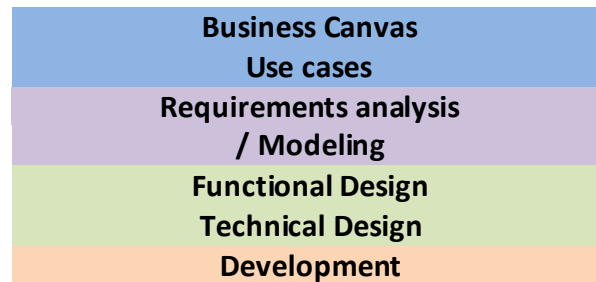 Business Canvas
Use cases
Requirements analysis
/ Modeling
Functional Design
Technical Design
Development